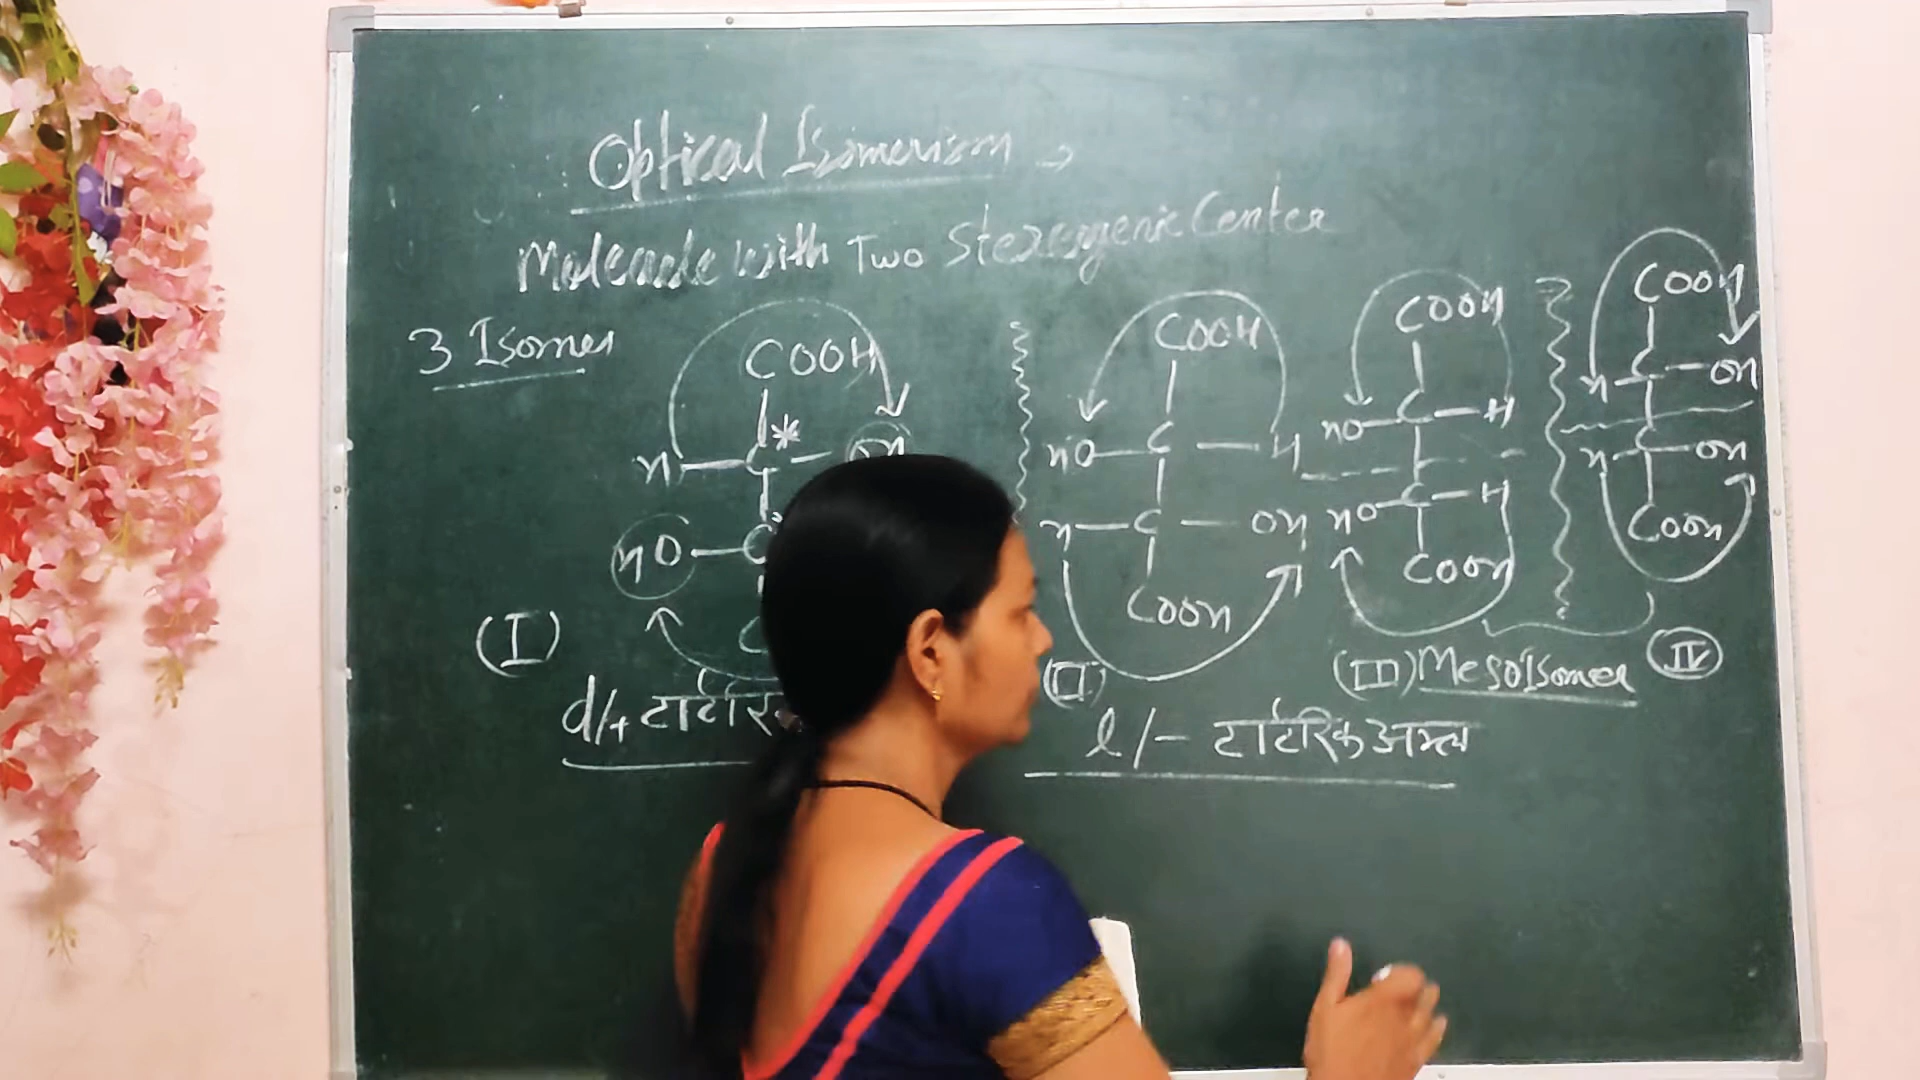 Optical Isomerism →
Molecule with Two Stereogenic Center
3 Isomer
COOH
H C* OH
HO C
(I)
d/+ टार्टरिक
COOH
HO C H
H C OH
COOH
(II)
l/- टार्टरिक अम्ल
COOH
HO C H
HO C H
COOH
(III) Meso Isomer
COOH
H C OH
H C OH
COOH
(IV)